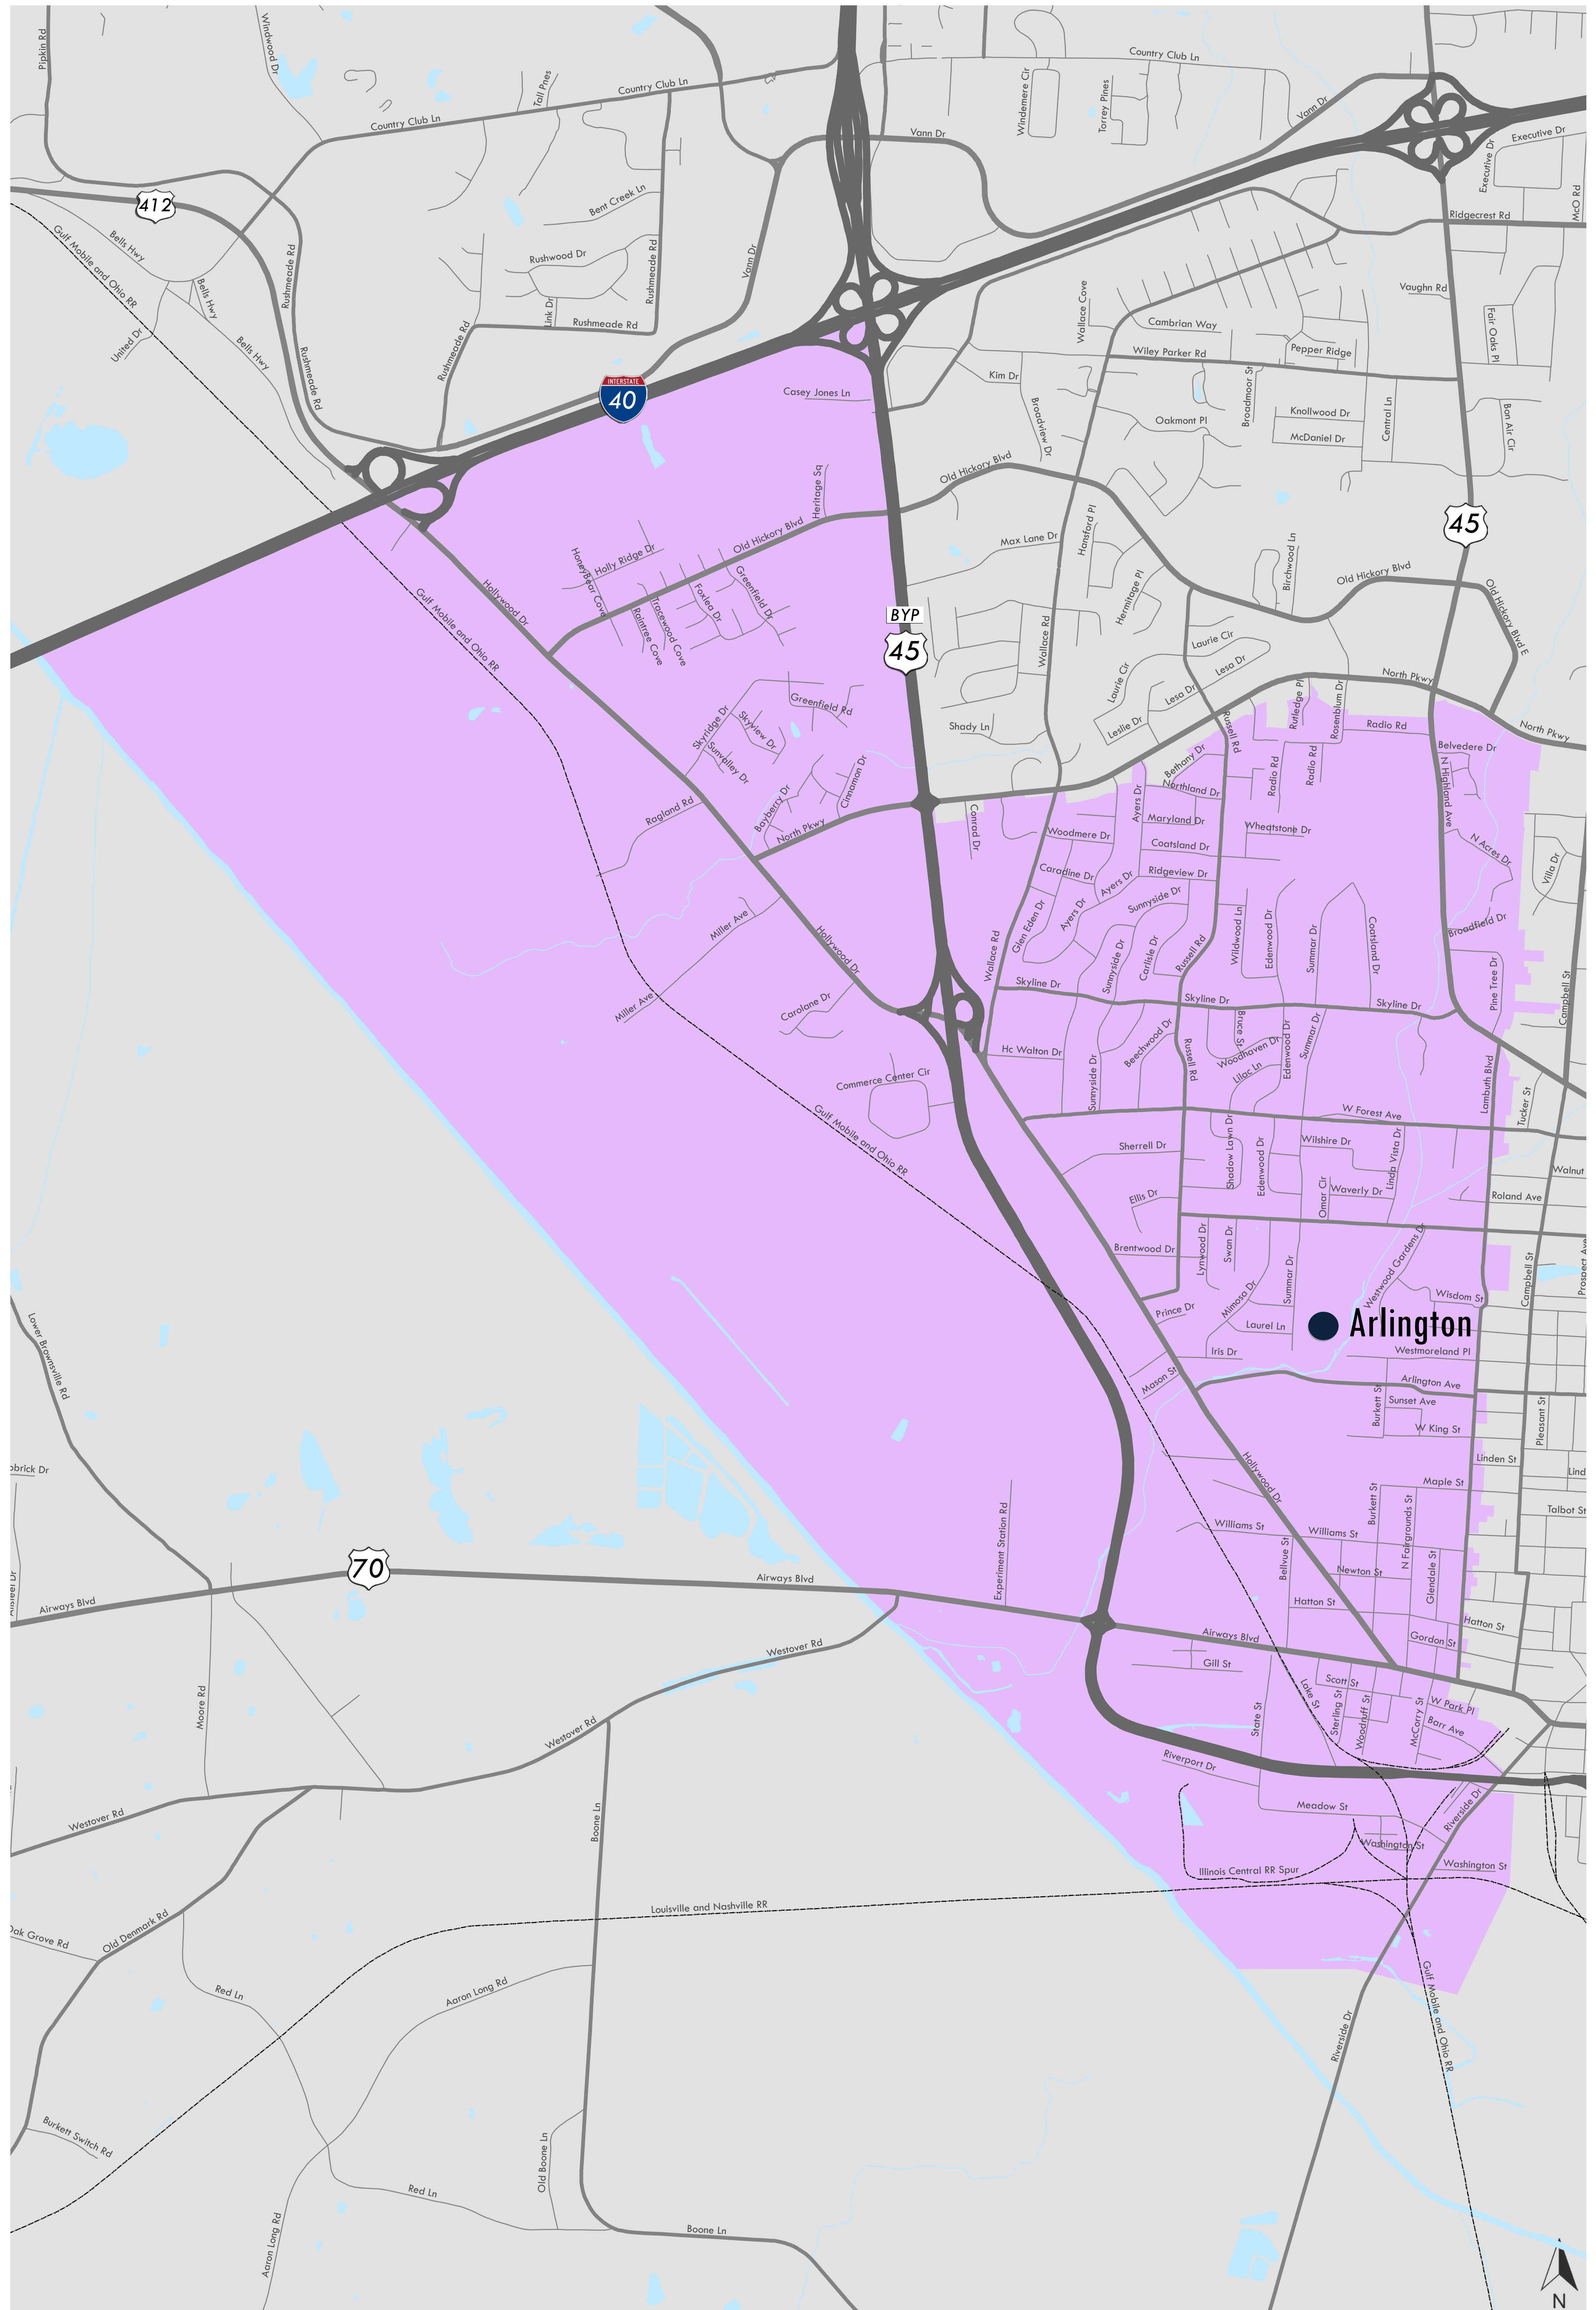 Pipkin Rd
Windwood Dr
Tall Pnes
Country Club Ln
Country Club Ln
Country Club Ln
Windemere Cir
Torrey Pines
Vann Dr
Vann Dr
Executive Dr
Executive Dr
McO Rd
Ridgecrest Rd
412
Bells Hwy
Gulf Mobile and Ohio RR
Bells Hwy
Bells Hwy
United Dr
Rushmeade Rd
Rushmeade Rd
Bent Creek Ln
Rushwood Dr
Link Dr
Rushmeade Rd
Rushmeade Rd
Rushmeade Rd
Vann Dr
Vaughn Rd
Wallace Cove
Cambrian Way
Wiley Parker Rd
Pepper Ridge
Fair Oaks Pl
INTERSTATE
40
Casey Jones Ln
Kim Dr
Broadview Dr
Oakmont Pl
Broadmoor St
Knollwood Dr
McDaniel Dr
Central Ln
Bon Air Cir
Old Hickory Blvd
Heritage Sq
Old Hickory Blvd
Holly Ridge Dr
HoneyBear Cove
Raintree Cove
Tracewood Cove
Foxlea Dr
Greenfield Dr
Hollywood Dr
Gulf Mobile and Ohio RR
Max Lane Dr
Hansford Pl
Hermitage Pl
Birchwood Ln
45
Old Hickory Blvd
Old Hickory Blvd E
BYP
45
Wallace Rd
Laurie Cir
Laurie Cir
Lesa Dr
Lesa Dr
Leslie Dr
Shady Ln
North Pkwy
North Pkwy
Rutledge Pl
Rosenblum Dr
Radio Rd
Russell Rd
Belvedere Dr
N Highland Ave
Greenfield Rd
Skyridge Dr
Skyview Dr
Sunvalley Dr
Bayberry Dr
Cinnamon Dr
North Pkwy
Ragland Rd
Conrad Dr
Bethany Dr
Northland Dr
Radio Rd
Radio Rd
Ayers Dr
Maryland Dr
Wheatstone Dr
Woodmere Dr
Coatsland Dr
Caradine Dr
Ayers Dr
Ridgeview Dr
N Acres Dr
Villa Dr
Glen Eden Dr
Ayers Dr
Sunnyside Dr
Sunnyside Dr
Carlisle Dr
Russell Rd
Wildwood Ln
Edenwood Dr
Summar Dr
Coatsland Dr
Broadfield Dr
Pine Tree Dr
Campbell St
Miller Ave
Hollywood Dr
Wallace Rd
Skyline Dr
Skyline Dr
Skyline Dr
Miller Ave
Carolane Dr
Hc Walton Dr
Sunnyside Dr
Beechwood Dr
Russell Rd
Bruce St
Woodhaven Dr
Lilac Ln
Edenwood Dr
Summar Dr
Lambuth Blvd
Tucker St
Commerce Center Cir
Gulf Mobile and Ohio RR
W Forest Ave
Sherrell Dr
Shadow Lawn Dr
Edenwood Dr
Wilshire Dr
Linda Vista Dr
Omar Cir
Waverly Dr
Walnut
Roland Ave
Ellis Dr
Brentwood Dr
Lynwood Dr
Swan Dr
Summar Dr
Westwood Gardens Dr
Campbell St
Prospect Ave
Prince Dr
Mimosa Dr
Laurel Ln
Iris Dr
Wisdom St
Arlington
Westmoreland Pl
Mason St
Arlington Ave
Burkett St
Sunset Ave
W King St
Pleasant St
Linden St
Lind
Lower Brownsville Rd
obrick Dr
Hollywood Dr
Maple St
Burkett St
N Fairgrounds St
Talbot St
Williams St
Williams St
Experiment Station Rd
Bellvue St
Newton St
Glendale St
70
Airways Blvd
Airways Blvd
Hatton St
Hatton St
Gordon St
Airways Blvd
Westover Rd
Gill St
State St
Lake St
Scott St
Sterling St
Woodruff St
McCorry St
W Park Pl
Barr Ave
Moore Rd
Westover Rd
Westover Rd
Boone Ln
Riverport Dr
Meadow St
Riverside Dr
Washington St
Washington St
Illinois Central RR Spur
Louisville and Nashville RR
Old Denmark Rd
Oak Grove Rd
Red Ln
Aaron Long Rd
Gulf Mobile and Ohio RR
Riverside Dr
Burkett Switch Rd
Old Boone Ln
Red Ln
Boone Ln
Aaron Long Rd
N